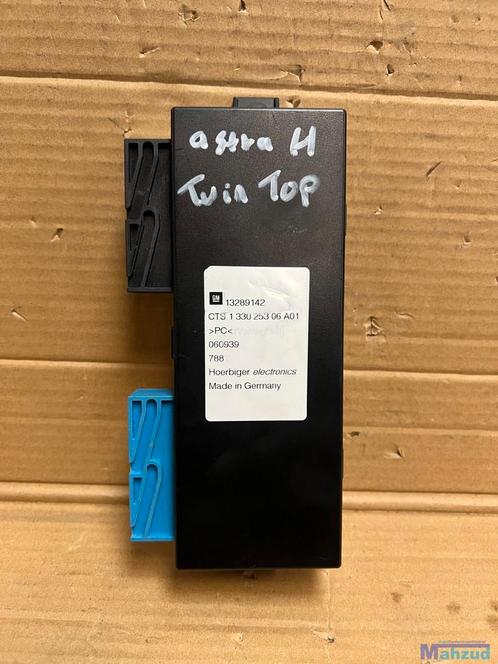 astra H
Twin Top
GM 13289142
CTS 1 330 253 06 A01
>PC<
060939
788
Hoerbiger electronics
Made in Germany
Mahzud